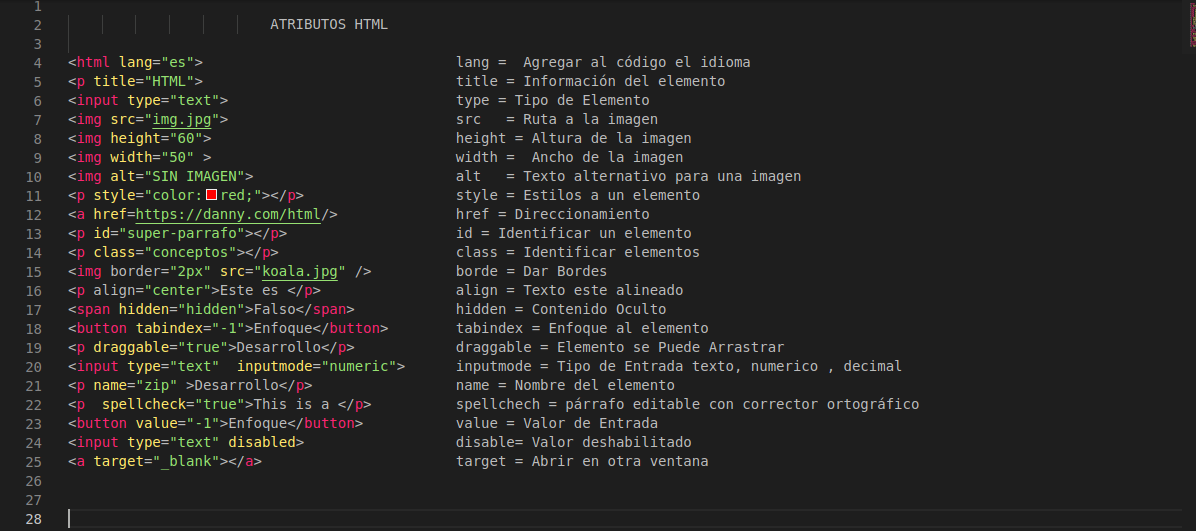 1
2 ATRIBUTOS HTML
3
4 <html lang="es"> lang =  Agregar al código el idioma
5 <p title="HTML"> title = Información del elemento
6 <input type="text"> type = Tipo de Elemento
7 <img src="img.jpg"> src   = Ruta a la imagen
8 <img height="60"> height = Altura de la imagen
9 <img width="50" > width =  Ancho de la imagen
10 <img alt="SIN IMAGEN"> alt   = Texto alternativo para una imagen
11 <p style="color:red;"></p> style = Estilos a un elemento
12 <a href=https://danny.com/html/> href = Direccionamiento
13 <p id="super-parrafo"></p> id = Identificar un elemento
14 <p class="conceptos"></p> class = Identificar elementos
15 <img border="2px" src="koala.jpg" /> borde = Dar Bordes
16 <p align="center">Este es </p> align = Texto este alineado
17 <span hidden="hidden">Falso</span> hidden = Contenido Oculto
18 <button tabindex="-1">Enfoque</button> tabindex = Enfoque al elemento
19 <p draggable="true">Desarrollo</p> draggable = Elemento se Puede Arrastrar
20 <input type="text"  inputmode="numeric"> inputmode = Tipo de Entrada texto, numerico , decimal
21 <p name="zip" >Desarrollo</p> name = Nombre del elemento
22 <p  spellcheck="true">This is a </p> spellchech = párrafo editable con corrector ortográfico
23 <button value="-1">Enfoque</button> value = Valor de Entrada
24 <input type="text" disabled> disable= Valor deshabilitado
25 <a target="_blank"></a> target = Abrir en otra ventana
26
27
28